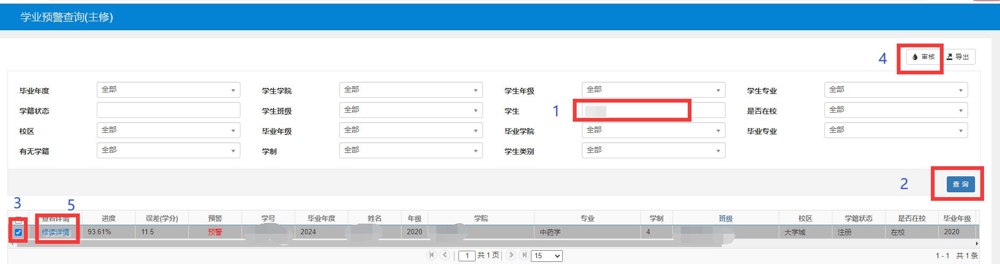 学业预警查询(主修)
4 审核 导出
毕业年度 全部 学生学院 全部 学生年级 全部 学生专业 全部
学籍状态 学生班级 全部 学生 1 是否在校 全部
校区 全部 毕业年级 全部 毕业学院 全部 毕业专业 全部
有无学籍 全部 学制 全部 学生类别 全部
2 查 询
3 5
查看详情 进度 误差(学分) 预警 学号 毕业年度 姓名 年级 学院 专业 学制 班级 校区 学籍状态 是否在校 毕业年级
修读详情 93.61% 11.5 预警 2024 2020 中药学 4 大学城 注册 在校 2020
1 共 1 页 15 1 - 1 共 1 条